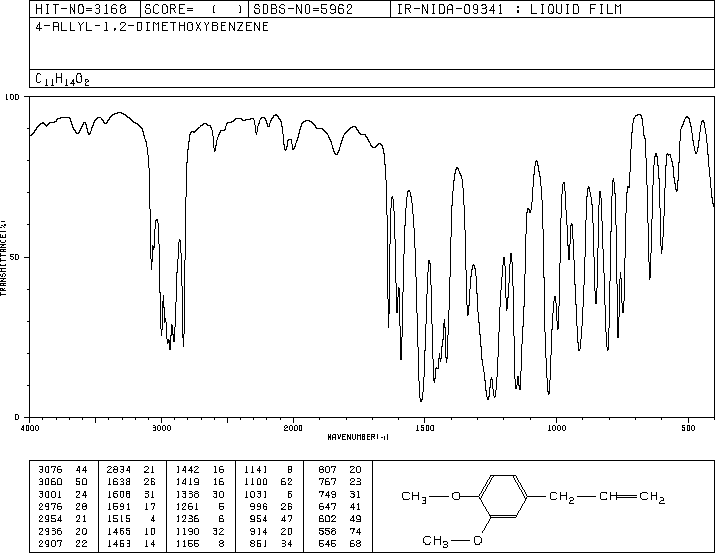 HIT-NO=3168 SCORE= ( ) SDBS-NO=5962 IR-NIDA-09341 : LIQUID FILM
4-ALLYL-1,2-DIMETHOXYBENZENE
C₁₁H₁₄O₂
100
50
0
TRANSMITTANCE(%)
4000 3000 2000 1500 1000 500
WAVENUMBER(-1)
3076 44 2834 21 1442 16 1141 8 807 20
3060 50 1638 26 1419 16 1100 62 767 23
3001 24 1608 31 1338 30 1031 6 749 31
2976 28 1591 17 1261 5 996 26 647 41
2954 21 1515 4 1236 6 954 47 602 49
2936 20 1465 10 1190 32 914 20 558 74
2907 22 1463 14 1156 8 851 34 545 68
CH₃ O CH₂ CH CH₂
CH₃ O